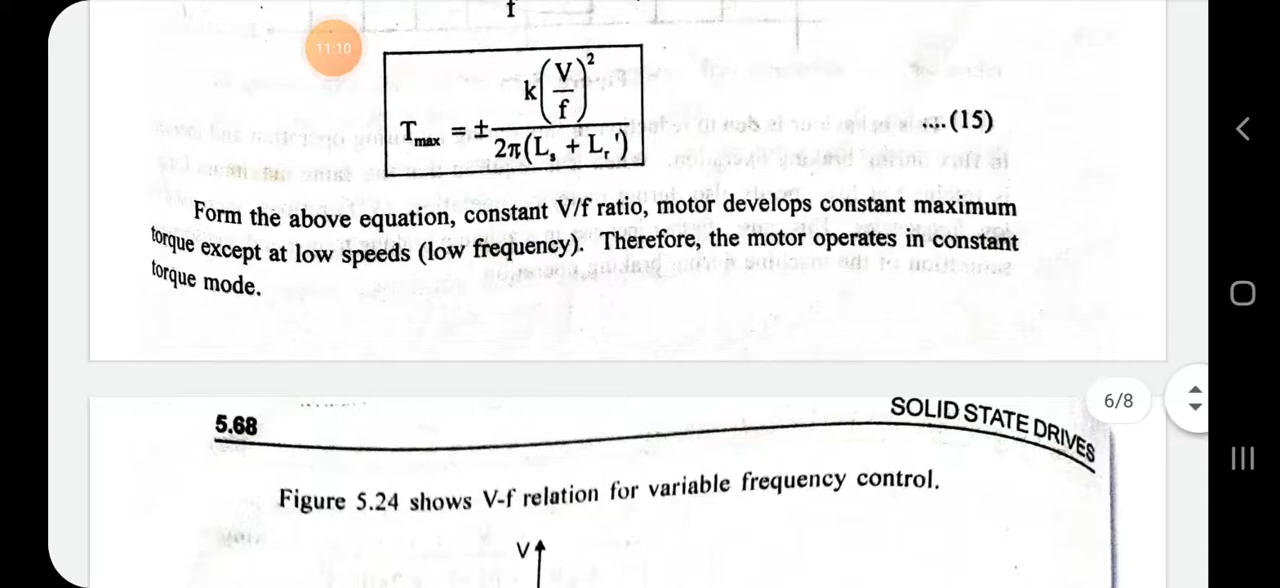 f
11:10
T_max = ± k(V/f)² / 2π(L_s + L_r') ....(15)
Form the above equation, constant V/f ratio, motor develops constant maximum
torque except at low speeds (low frequency). Therefore, the motor operates in constant
torque mode.
6/8
5.68 SOLID STATE DRIVES
Figure 5.24 shows V-f relation for variable frequency control.
V